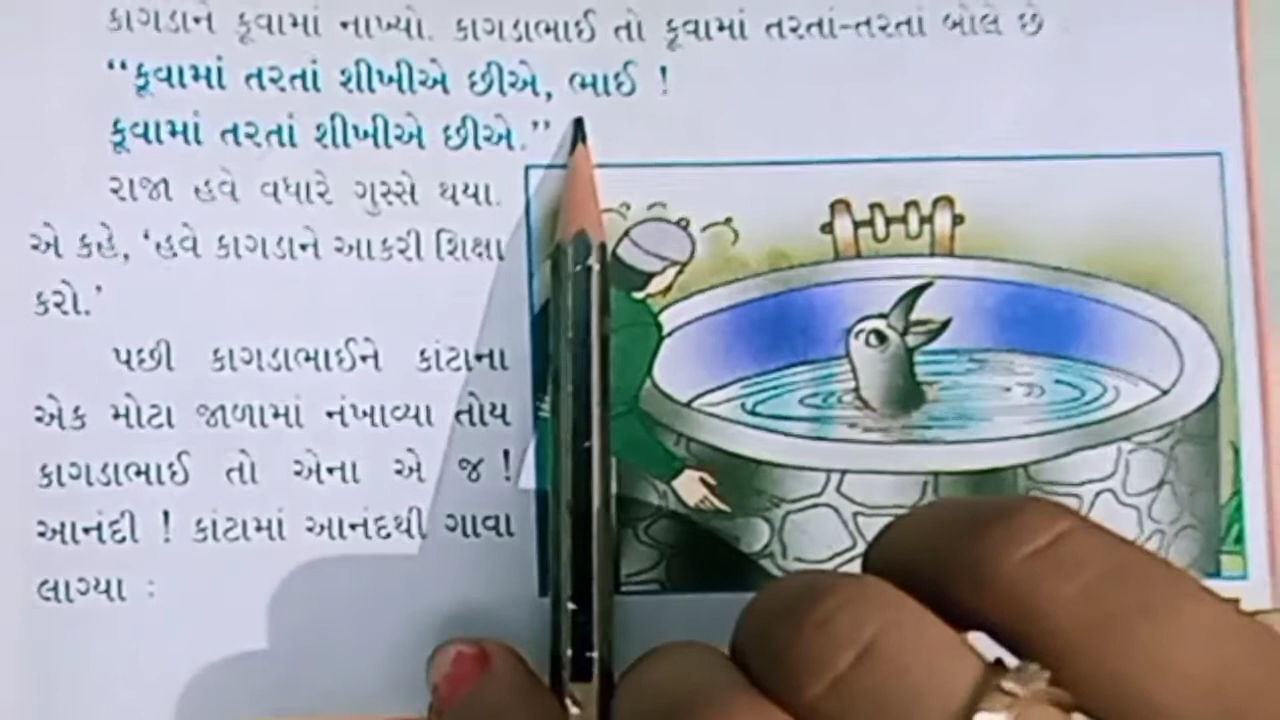 કાગડાને કૂવામાં નાખ્યો. કાગડાભાઈ તો કૂવામાં તરતાં-તરતાં બોલે છે
“કૂવામાં તરતાં શીખીએ છીએ, ભાઈ !
કૂવામાં તરતાં શીખીએ છીએ.”
રાજા હવે વધારે ગુસ્સે થયા.
એ કહે, ‘હવે કાગડાને આકરી શિક્ષા
કરો.’
પછી કાગડાભાઈને કાંટાના
એક મોટા જાળામાં નંખાવ્યા તોય
કાગડાભાઈ તો એના એ જ !
આનંદી ! કાંટામાં આનંદથી ગાવા
લાગ્યા :